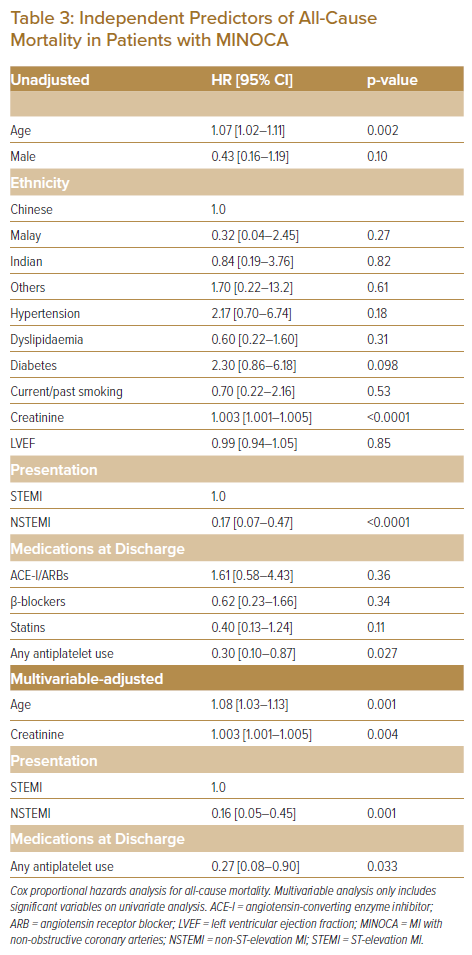 Table 3: Independent Predictors of All-Cause
Mortality in Patients with MINOCA
Unadjusted HR [95% CI] p-value
Age 1.07 [1.02–1.11] 0.002
Male 0.43 [0.16–1.19] 0.10
Ethnicity
Chinese 1.0
Malay 0.32 [0.04–2.45] 0.27
Indian 0.84 [0.19–3.76] 0.82
Others 1.70 [0.22–13.2] 0.61
Hypertension 2.17 [0.70–6.74] 0.18
Dyslipidaemia 0.60 [0.22–1.60] 0.31
Diabetes 2.30 [0.86–6.18] 0.098
Current/past smoking 0.70 [0.22–2.16] 0.53
Creatinine 1.003 [1.001–1.005] <0.0001
LVEF 0.99 [0.94–1.05] 0.85
Presentation
STEMI 1.0
NSTEMI 0.17 [0.07–0.47] <0.0001
Medications at Discharge
ACE-I/ARBs 1.61 [0.58–4.43] 0.36
β-blockers 0.62 [0.23–1.66] 0.34
Statins 0.40 [0.13–1.24] 0.11
Any antiplatelet use 0.30 [0.10–0.87] 0.027
Multivariable-adjusted
Age 1.08 [1.03–1.13] 0.001
Creatinine 1.003 [1.001–1.005] 0.004
Presentation
STEMI 1.0
NSTEMI 0.16 [0.05–0.45] 0.001
Medications at Discharge
Any antiplatelet use 0.27 [0.08–0.90] 0.033
Cox proportional hazards analysis for all-cause mortality. Multivariable analysis only includes
significant variables on univariate analysis. ACE-I = angiotensin-converting enzyme inhibitor;
ARB = angiotensin receptor blocker; LVEF = left ventricular ejection fraction; MINOCA = MI with
non-obstructive coronary arteries; NSTEMI = non-ST-elevation MI; STEMI = ST-elevation MI.